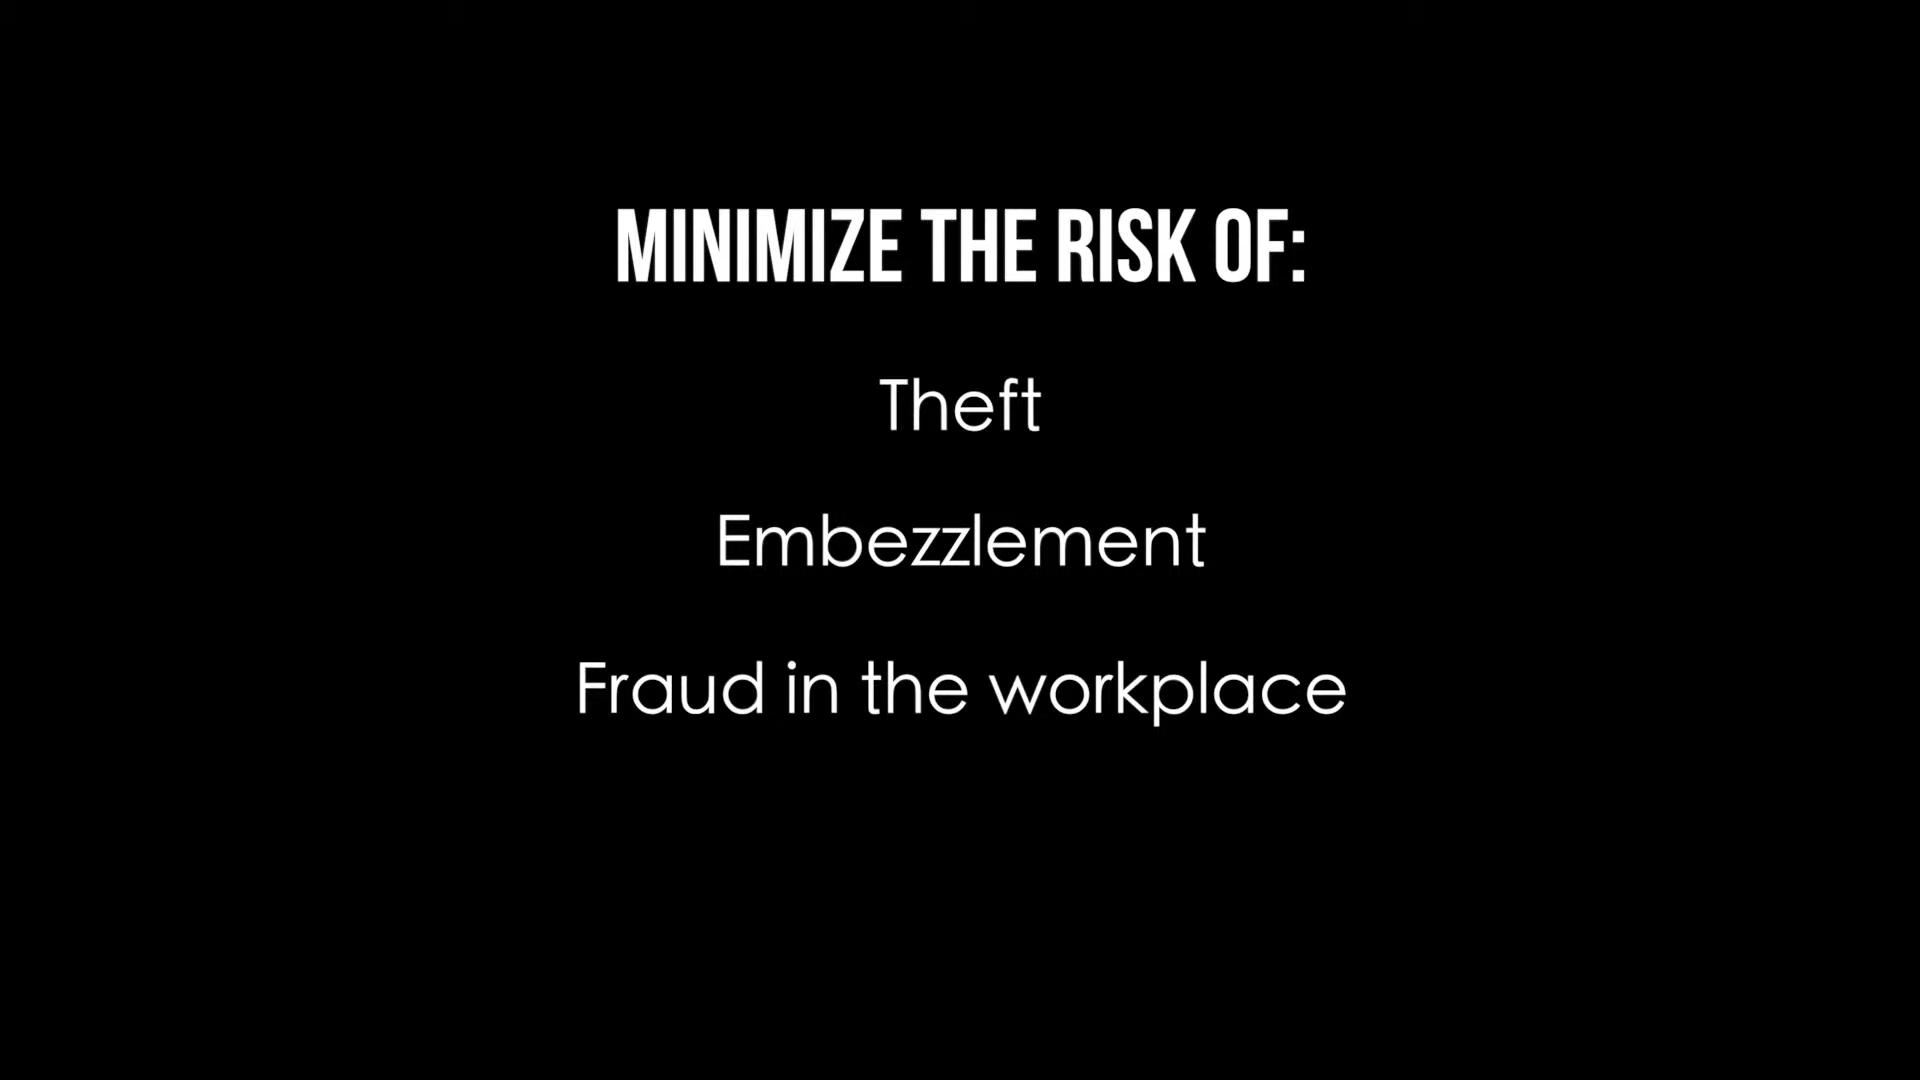 MINIMIZE THE RISK OF:
Theft
Embezzlement
Fraud in the workplace